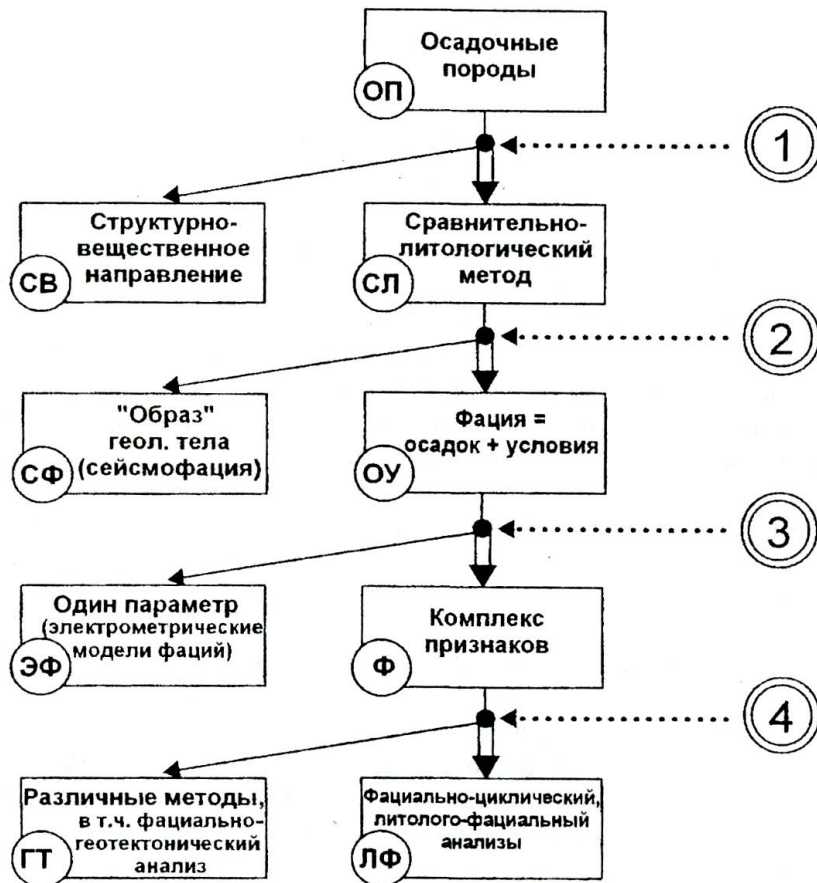 Осадочные
породы
ОП
1
Структурно-
вещественное
направление
СВ
Сравнительно-
литологический
метод
СЛ
2
"Образ"
геол. тела
(сейсмофация)
СФ
Фация =
осадок + условия
ОУ
3
Один параметр
(электрометрические
модели фаций)
ЭФ
Комплекс
признаков
Ф
4
Различные методы,
в т.ч. фациально-
геотектонический
анализ
ГТ
Фациально-циклический,
литолого-фациальный
анализы
ЛФ